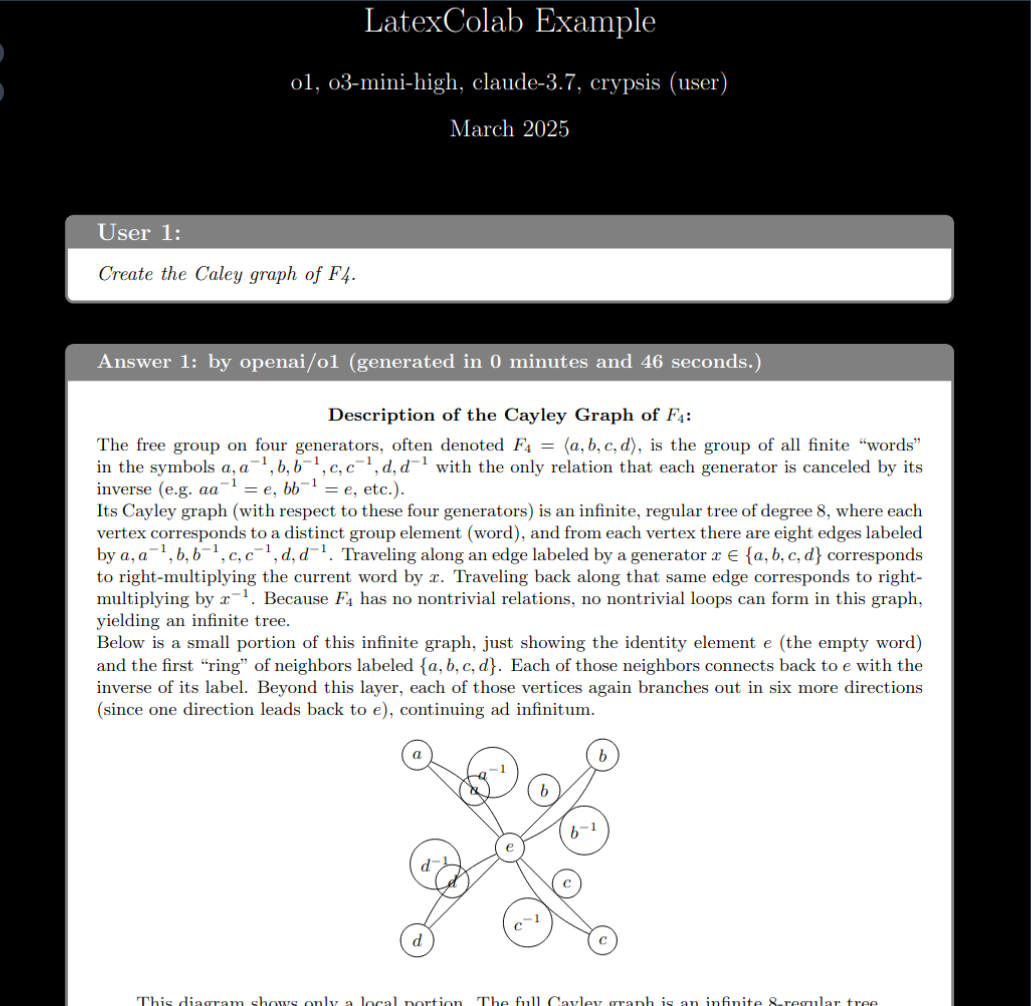 LatexColab Example
o1, o3-mini-high, claude-3.7, crypsis (user)
March 2025
User 1:
Create the Caley graph of F4.
Answer 1: by openai/o1 (generated in 0 minutes and 46 seconds.)
Description of the Cayley Graph of F₄:
The free group on four generators, often denoted F₄ = ⟨a, b, c, d⟩, is the group of all finite “words”
in the symbols a, a⁻¹, b, b⁻¹, c, c⁻¹, d, d⁻¹ with the only relation that each generator is canceled by its
inverse (e.g. aa⁻¹ = e, bb⁻¹ = e, etc.).
Its Cayley graph (with respect to these four generators) is an infinite, regular tree of degree 8, where each
vertex corresponds to a distinct group element (word), and from each vertex there are eight edges labeled
by a, a⁻¹, b, b⁻¹, c, c⁻¹, d, d⁻¹. Traveling along an edge labeled by a generator x ∈ {a, b, c, d} corresponds
to right-multiplying the current word by x. Traveling back along that same edge corresponds to right-
multiplying by x⁻¹. Because F₄ has no nontrivial relations, no nontrivial loops can form in this graph,
yielding an infinite tree.
Below is a small portion of this infinite graph, just showing the identity element e (the empty word)
and the first “ring” of neighbors labeled {a, b, c, d}. Each of those neighbors connects back to e with the
inverse of its label. Beyond this layer, each of those vertices again branches out in six more directions
(since one direction leads back to e), continuing ad infinitum.
a
b
a⁻¹
a
b
b⁻¹
e
d⁻¹
d
c
c⁻¹
d
c
This diagram shows only a local portion. The full Cayley graph is an infinite 8-regular tree